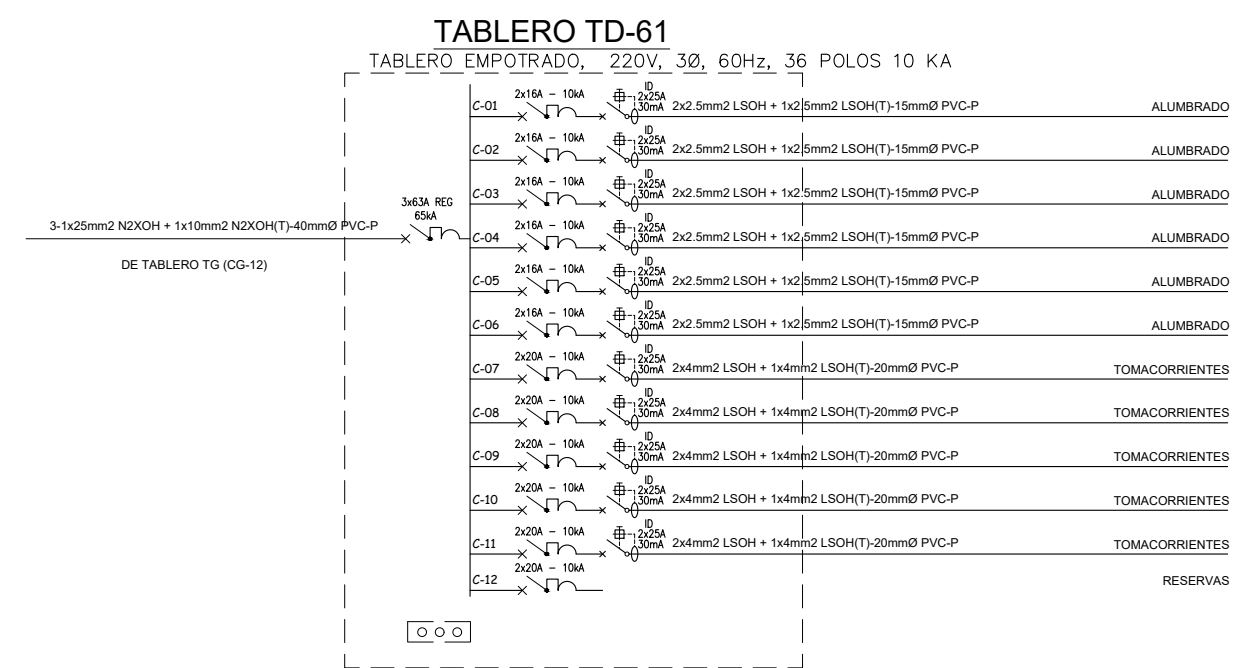 TABLERO TD-61
TABLERO EMPOTRADO, 220V, 3Ø, 60Hz, 36 POLOS 10 KA
3-1x25mm2 N2XOH + 1x10mm2 N2XOH(T)-40mmØ PVC-P
DE TABLERO TG (CG-12)
3x63A REG
65kA
C-01 2x16A - 10kA ID 2x25A 30mA 2x2.5mm2 LSOH + 1x2.5mm2 LSOH(T)-15mmØ PVC-P ALUMBRADO
C-02 2x16A - 10kA ID 2x25A 30mA 2x2.5mm2 LSOH + 1x2.5mm2 LSOH(T)-15mmØ PVC-P ALUMBRADO
C-03 2x16A - 10kA ID 2x25A 30mA 2x2.5mm2 LSOH + 1x2.5mm2 LSOH(T)-15mmØ PVC-P ALUMBRADO
C-04 2x16A - 10kA ID 2x25A 30mA 2x2.5mm2 LSOH + 1x2.5mm2 LSOH(T)-15mmØ PVC-P ALUMBRADO
C-05 2x16A - 10kA ID 2x25A 30mA 2x2.5mm2 LSOH + 1x2.5mm2 LSOH(T)-15mmØ PVC-P ALUMBRADO
C-06 2x16A - 10kA ID 2x25A 30mA 2x2.5mm2 LSOH + 1x2.5mm2 LSOH(T)-15mmØ PVC-P ALUMBRADO
C-07 2x20A - 10kA ID 2x25A 30mA 2x4mm2 LSOH + 1x4mm2 LSOH(T)-20mmØ PVC-P TOMACORRIENTES
C-08 2x20A - 10kA ID 2x25A 30mA 2x4mm2 LSOH + 1x4mm2 LSOH(T)-20mmØ PVC-P TOMACORRIENTES
C-09 2x20A - 10kA ID 2x25A 30mA 2x4mm2 LSOH + 1x4mm2 LSOH(T)-20mmØ PVC-P TOMACORRIENTES
C-10 2x20A - 10kA ID 2x25A 30mA 2x4mm2 LSOH + 1x4mm2 LSOH(T)-20mmØ PVC-P TOMACORRIENTES
C-11 2x20A - 10kA ID 2x25A 30mA 2x4mm2 LSOH + 1x4mm2 LSOH(T)-20mmØ PVC-P TOMACORRIENTES
C-12 2x20A - 10kA RESERVAS